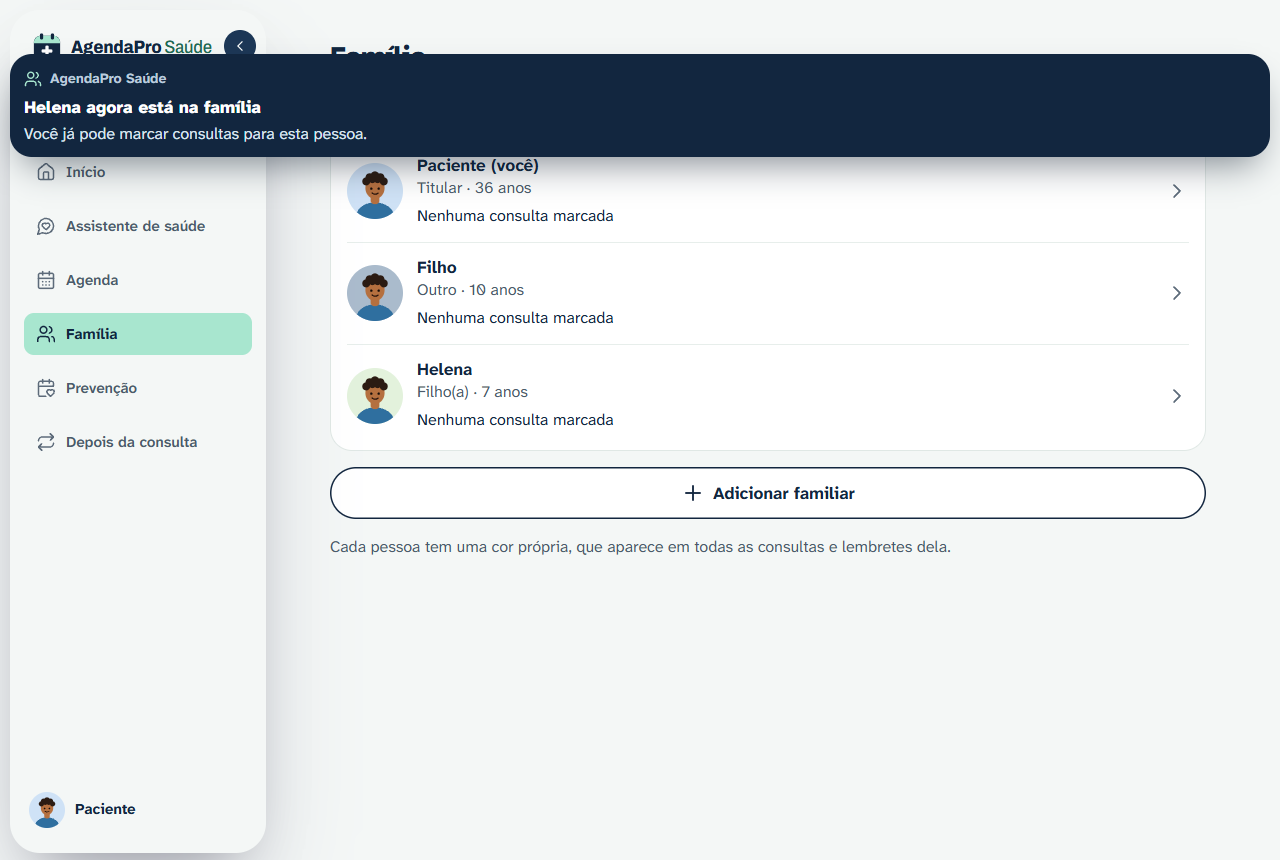 AgendaPro Saúde
Família
AgendaPro Saúde
Helena agora está na família
Você já pode marcar consultas para esta pessoa.
Início
Assistente de saúde
Agenda
Família
Prevenção
Depois da consulta
Paciente
Paciente (você)
Titular · 36 anos
Nenhuma consulta marcada
Filho
Outro · 10 anos
Nenhuma consulta marcada
Helena
Filho(a) · 7 anos
Nenhuma consulta marcada
Adicionar familiar
Cada pessoa tem uma cor própria, que aparece em todas as consultas e lembretes dela.